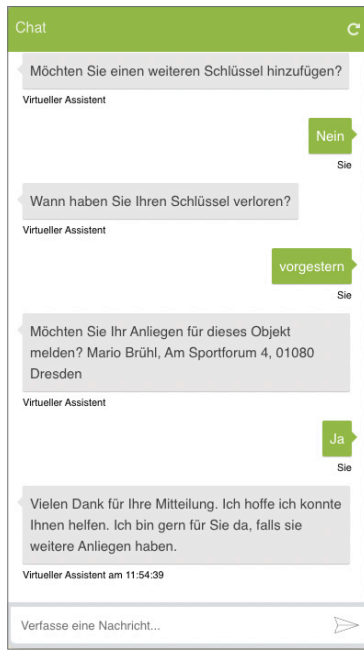 Chat
Möchten Sie einen weiteren Schlüssel hinzufügen?
Virtueller Assistent
Nein
Sie
Wann haben Sie Ihren Schlüssel verloren?
Virtueller Assistent
vorgestern
Sie
Möchten Sie Ihr Anliegen für dieses Objekt
melden? Mario Brühl, Am Sportforum 4, 01080
Dresden
Virtueller Assistent
Ja
Sie
Vielen Dank für Ihre Mitteilung. Ich hoffe ich konnte
Ihnen helfen. Ich bin gern für Sie da, falls sie
weitere Anliegen haben.
Virtueller Assistent am 11:54:39
Verfasse eine Nachricht...